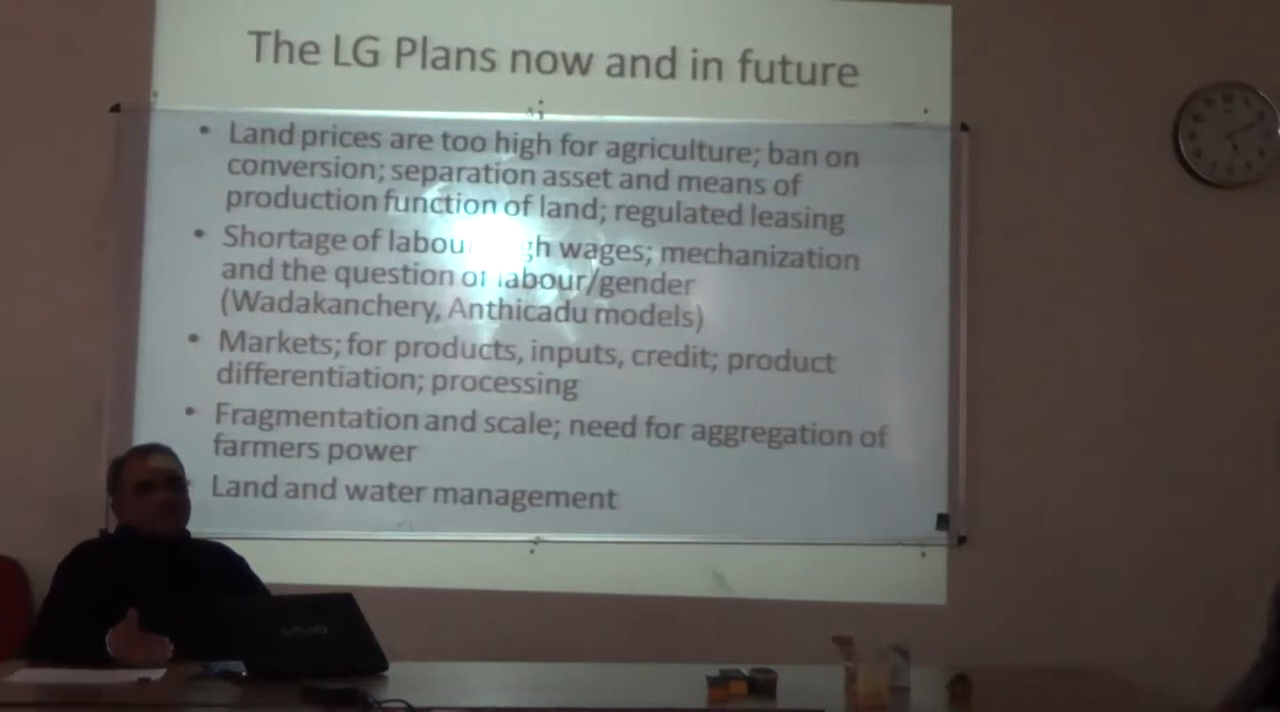 The LG Plans now and in future
• Land prices are too high for agriculture; ban on
conversion; separation asset and means of
production function of land; regulated leasing
• Shortage of labou gh wages; mechanization
and the question of labour/gender
(Wadakanchery, Anthicadu models)
• Markets; for products, inputs, credit; product
differentiation; processing
• Fragmentation and scale; need for aggregation of
farmers power
Land and water management